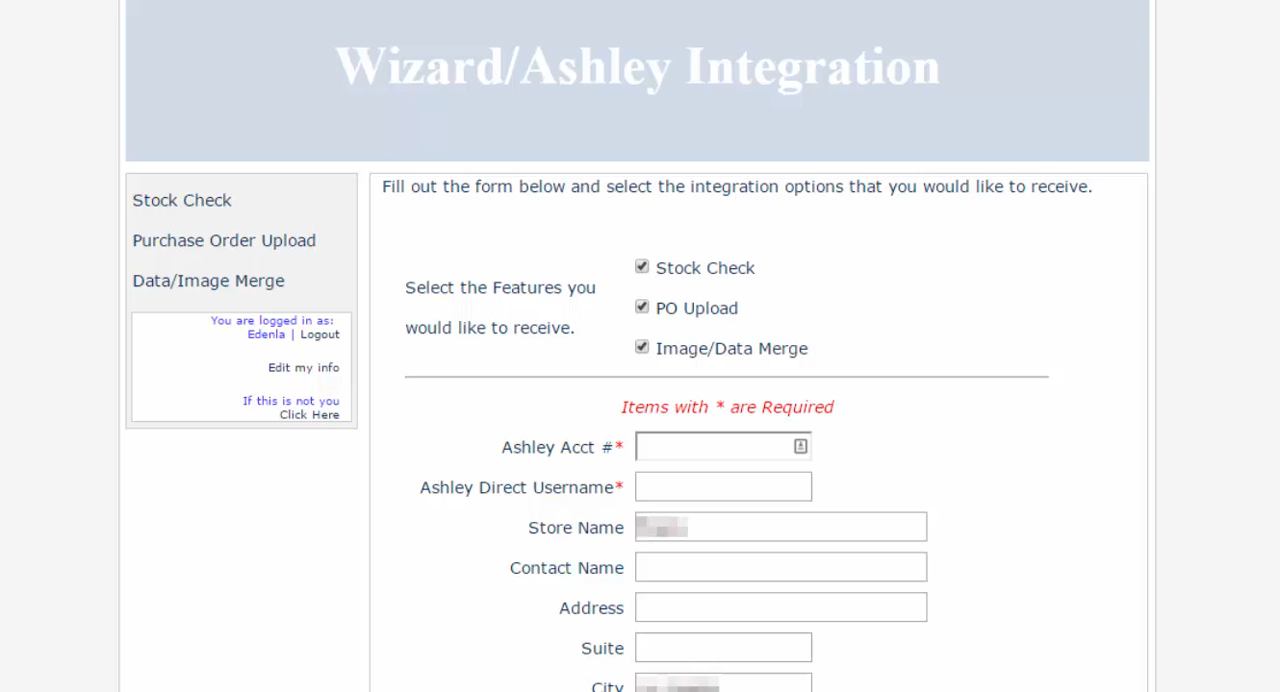 Wizard/Ashley Integration
Stock Check
Purchase Order Upload
Data/Image Merge
You are logged in as:
Edenla | Logout
Edit my info
If this is not you
Click Here
Fill out the form below and select the integration options that you would like to receive.
Select the Features you
would like to receive.
Stock Check
PO Upload
Image/Data Merge
Items with * are Required
Ashley Acct #*
Ashley Direct Username*
Store Name
Contact Name
Address
Suite
City